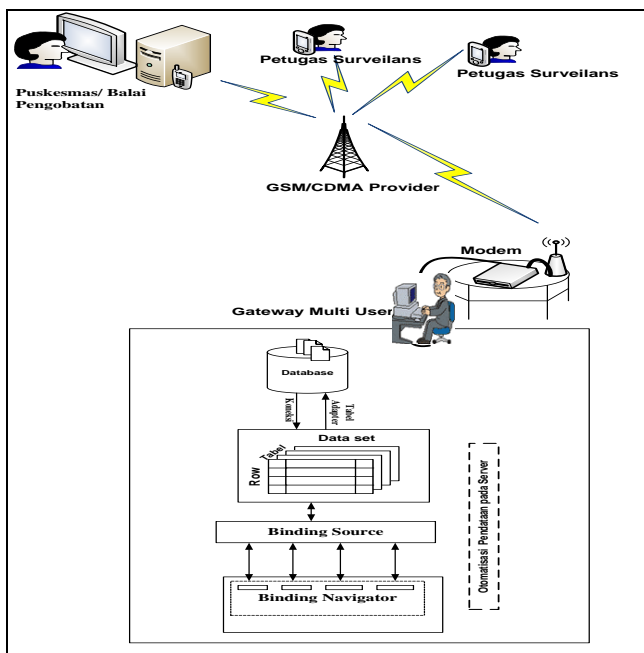 Petugas Surveilans
Petugas Surveilans
Puskesmas/ Balai
Pengobatan
GSM/CDMA Provider
Modem
Gateway Multi User
Database
Koneksi
Tabel
Adapter
Data set
Tabel
Row
Otomatisasi Pendataan pada Server
Binding Source
Binding Navigator